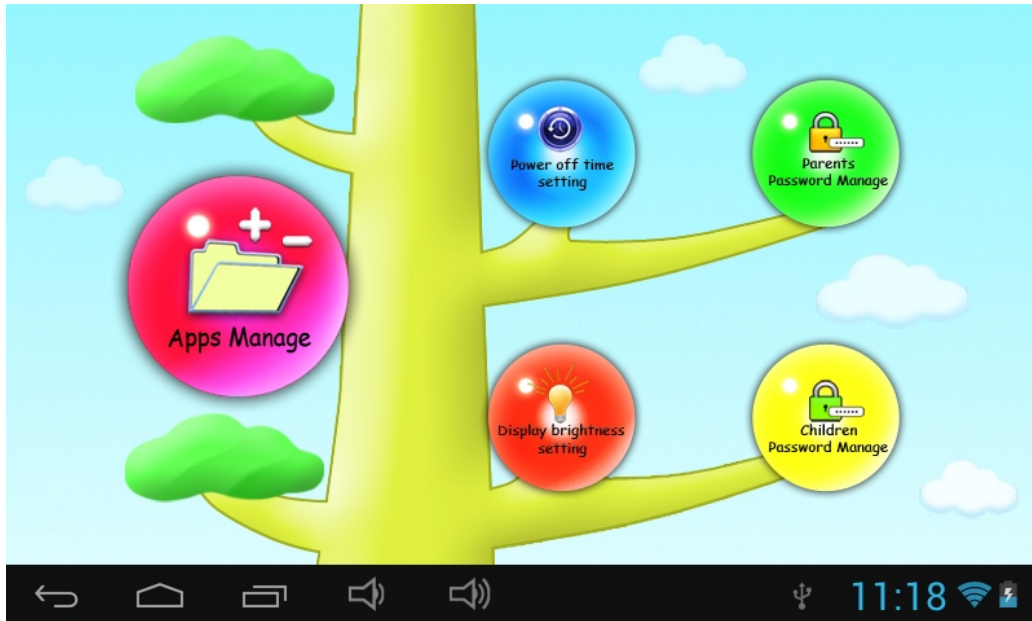 Power off time
setting
Parents
Password Manage
Apps Manage
Display brightness
setting
Children
Password Manage
11:18